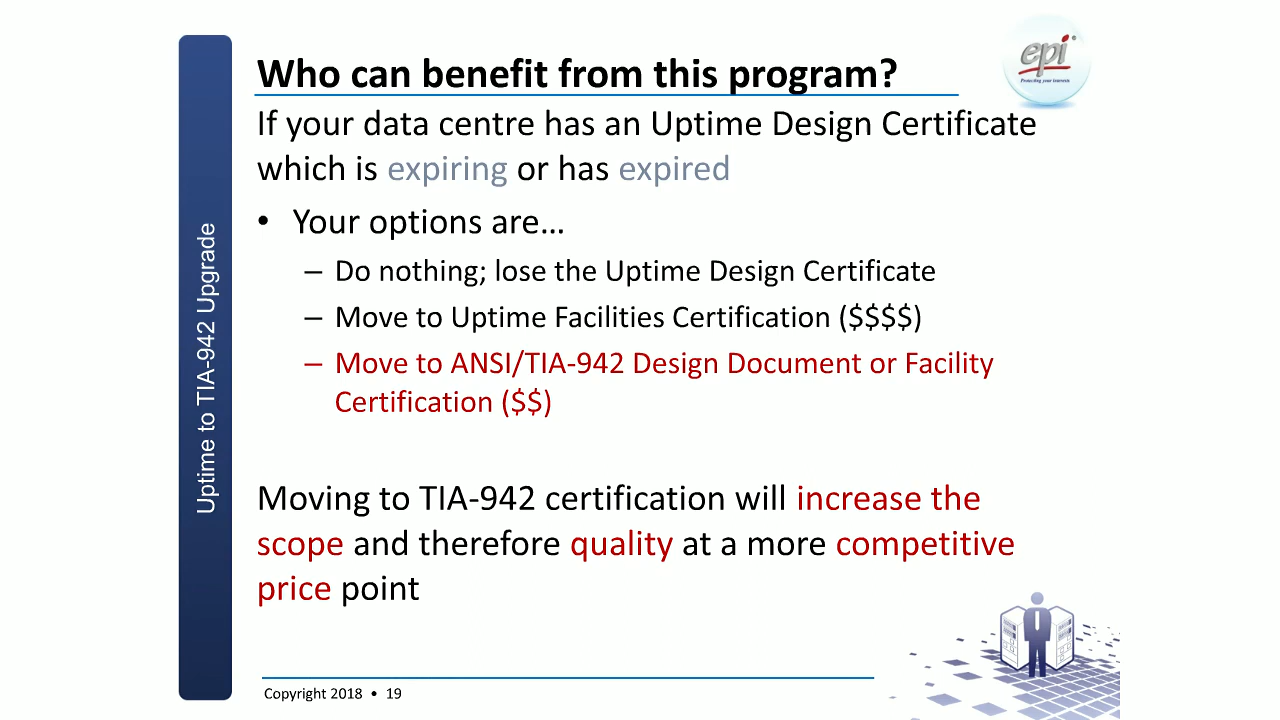 Who can benefit from this program?
epi
Protecting your interests
If your data centre has an Uptime Design Certificate
which is expiring or has expired
• Your options are…
– Do nothing; lose the Uptime Design Certificate
– Move to Uptime Facilities Certification ($$$$)
– Move to ANSI/TIA-942 Design Document or Facility
Certification ($$)
Moving to TIA-942 certification will increase the
scope and therefore quality at a more competitive
price point
Uptime to TIA-942 Upgrade
Copyright 2018 • 19